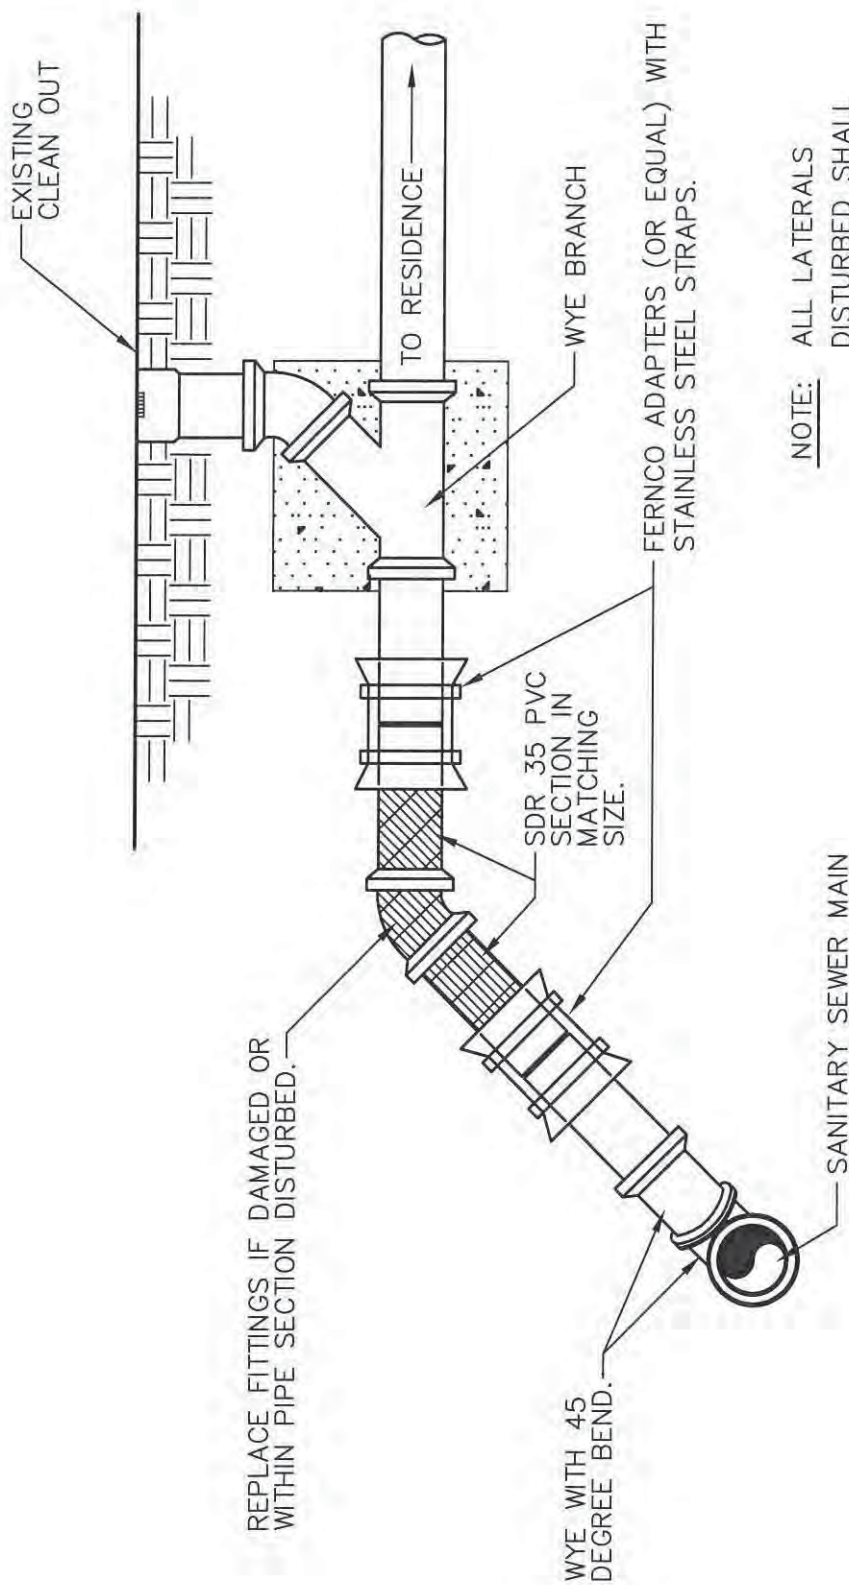 EXISTING
CLEAN OUT
TO RESIDENCE
WYE BRANCH
FERNCO ADAPTERS (OR EQUAL) WITH
STAINLESS STEEL STRAPS.
SDR 35 PVC
SECTION IN
MATCHING
SIZE.
REPLACE FITTINGS IF DAMAGED OR
WITHIN PIPE SECTION DISTURBED.
WYE WITH 45
DEGREE BEND.
SANITARY SEWER MAIN
NOTE: ALL LATERALS
DISTURBED SHALL